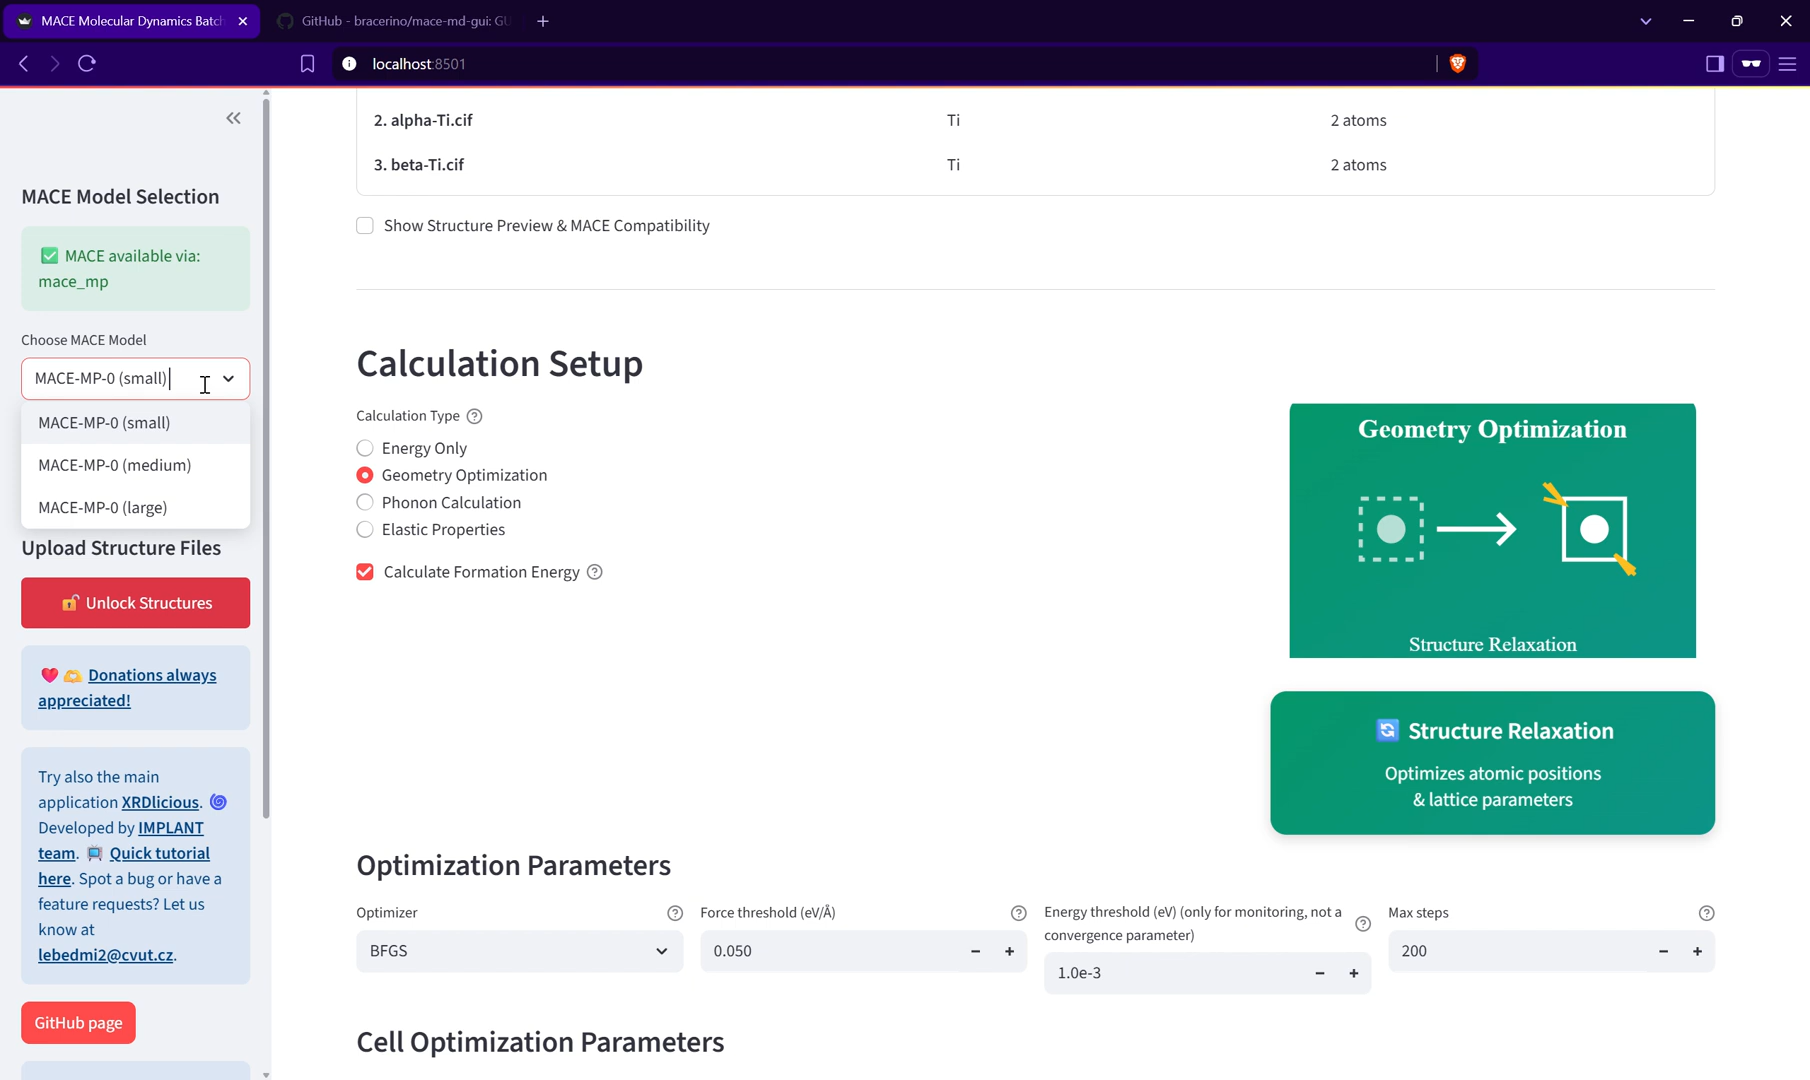 MACE Molecular Dynamics Batch
GitHub - bracerino/mace-md-gui: GU
localhost:8501
MACE Model Selection
✅ MACE available via:
mace_mp
Choose MACE Model
MACE-MP-0 (small)
MACE-MP-0 (small)
MACE-MP-0 (medium)
MACE-MP-0 (large)
Upload Structure Files
🔓 Unlock Structures
❤️ 🫶 Donations always
appreciated!
Try also the main
application XRDlicious. 🌀
Developed by IMPLANT
team. 📺 Quick tutorial
here. Spot a bug or have a
feature requests? Let us
know at
lebedmi2@cvut.cz.
GitHub page
2. alpha-Ti.cif Ti 2 atoms
3. beta-Ti.cif Ti 2 atoms
Show Structure Preview & MACE Compatibility
Calculation Setup
Calculation Type
Energy Only
Geometry Optimization
Phonon Calculation
Elastic Properties
Calculate Formation Energy
Geometry Optimization
Structure Relaxation
🔄 Structure Relaxation
Optimizes atomic positions
& lattice parameters
Optimization Parameters
Optimizer
BFGS
Force threshold (eV/Å)
0.050
Energy threshold (eV) (only for monitoring, not a
convergence parameter)
1.0e-3
Max steps
200
Cell Optimization Parameters